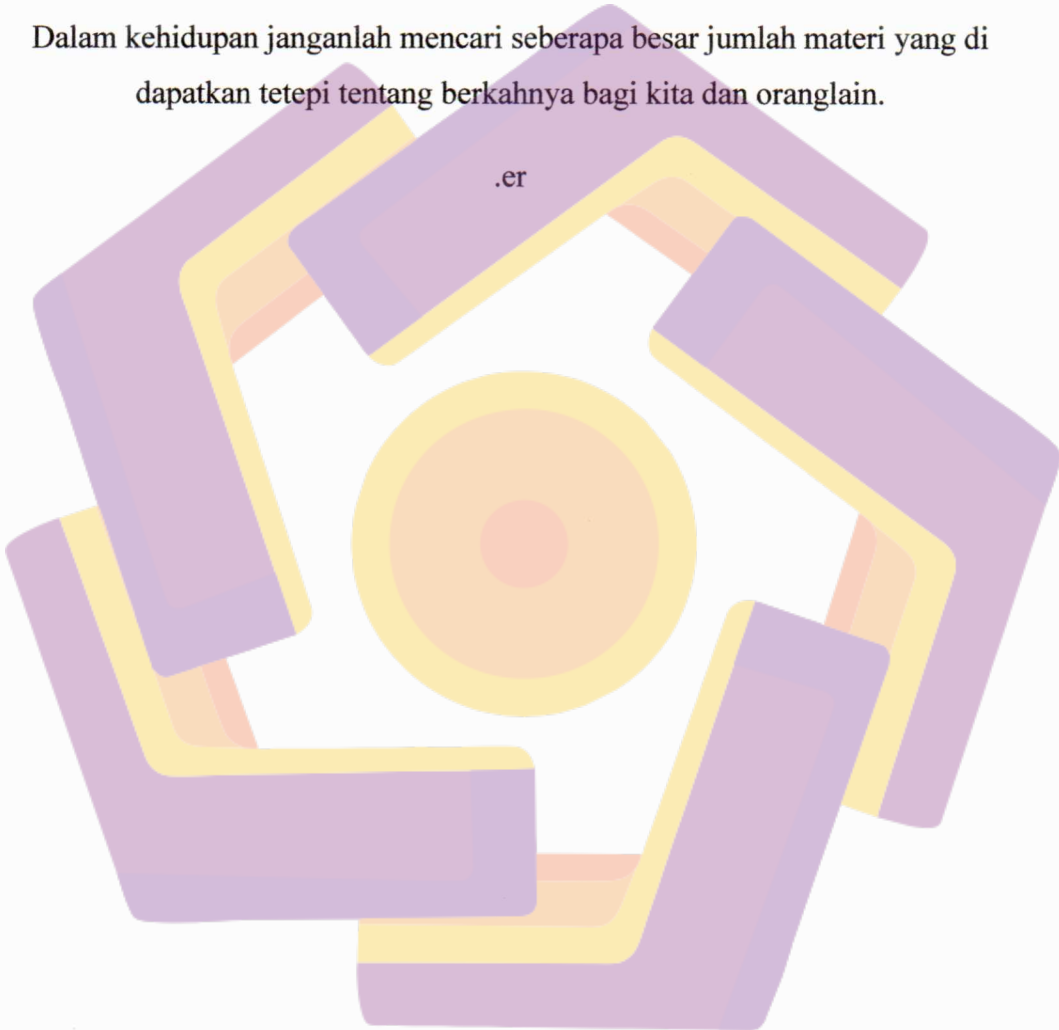 Dalam kehidupan janganlah mencari seberapa besar jumlah materi yang di
dapatkan tetepi tentang berkahnya bagi kita dan oranglain.
.er